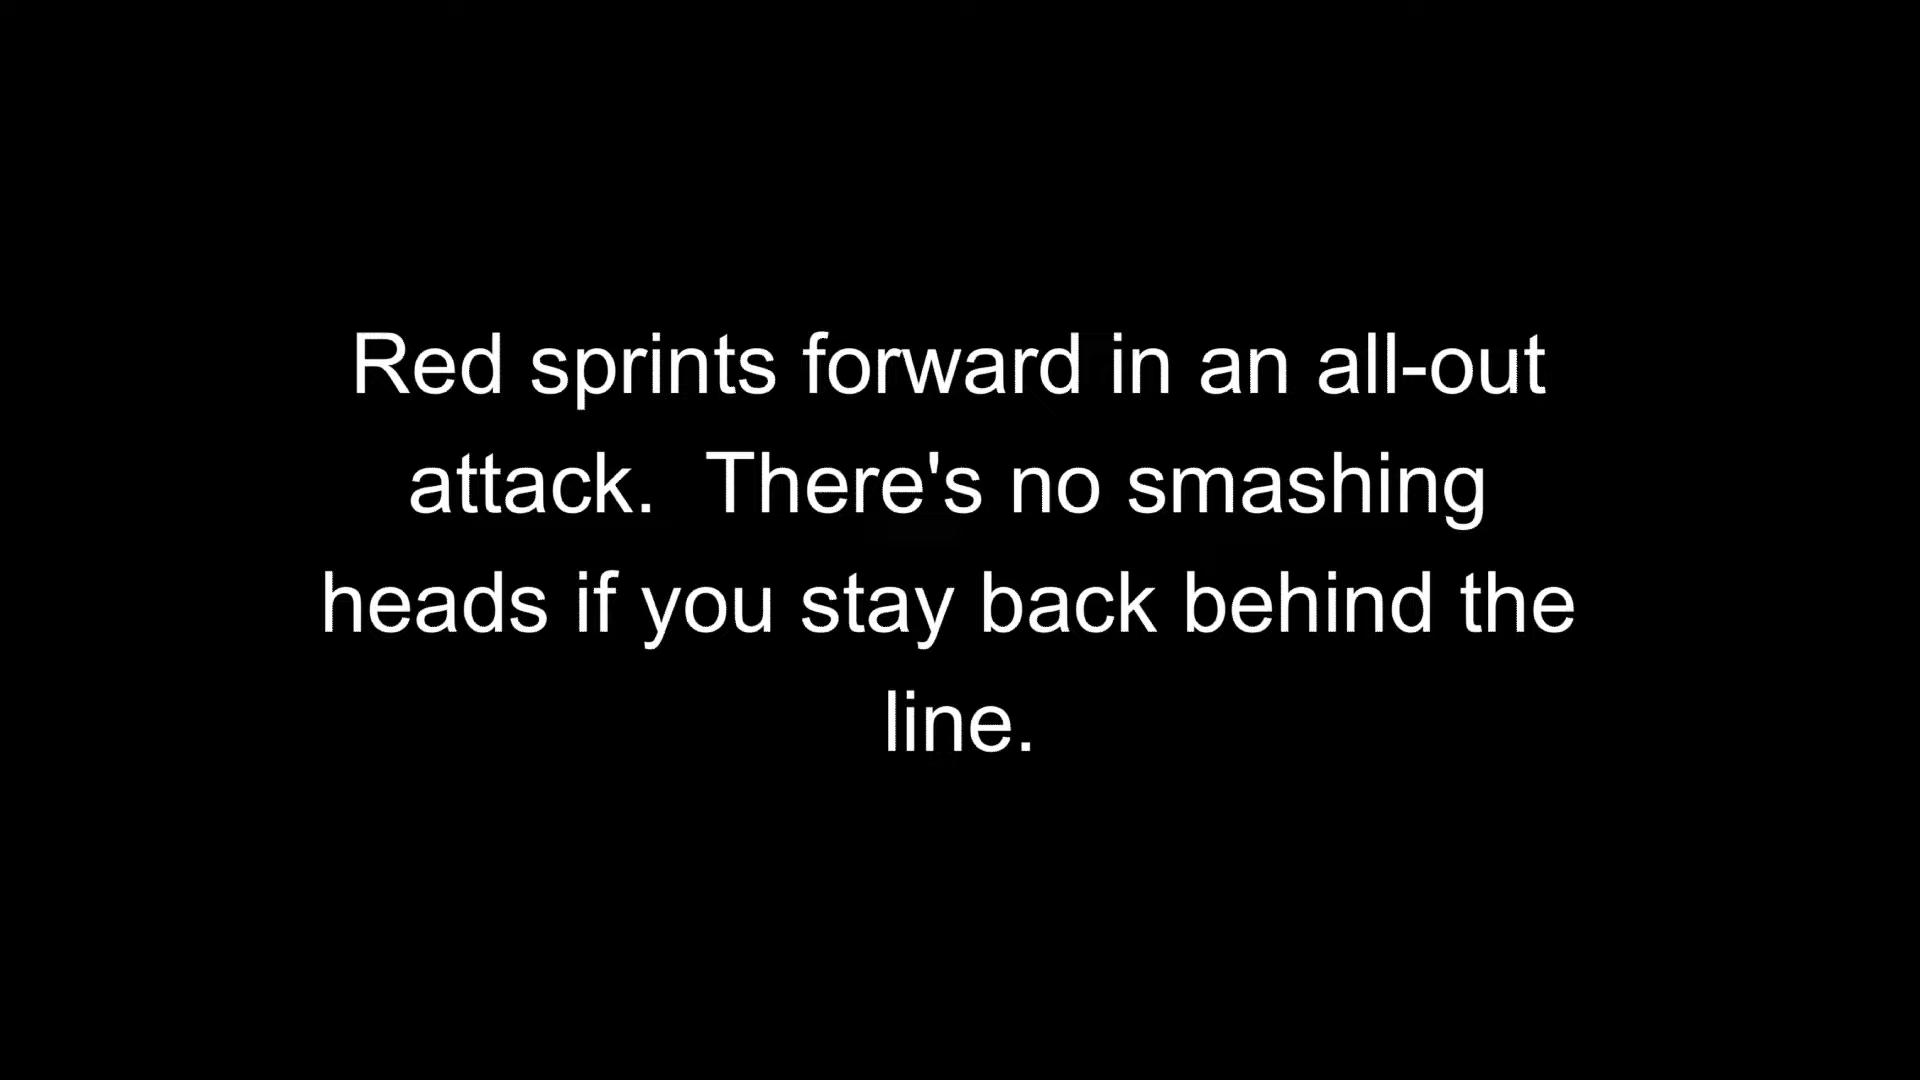 Red sprints forward in an all-out
attack.  There's no smashing
heads if you stay back behind the
line.